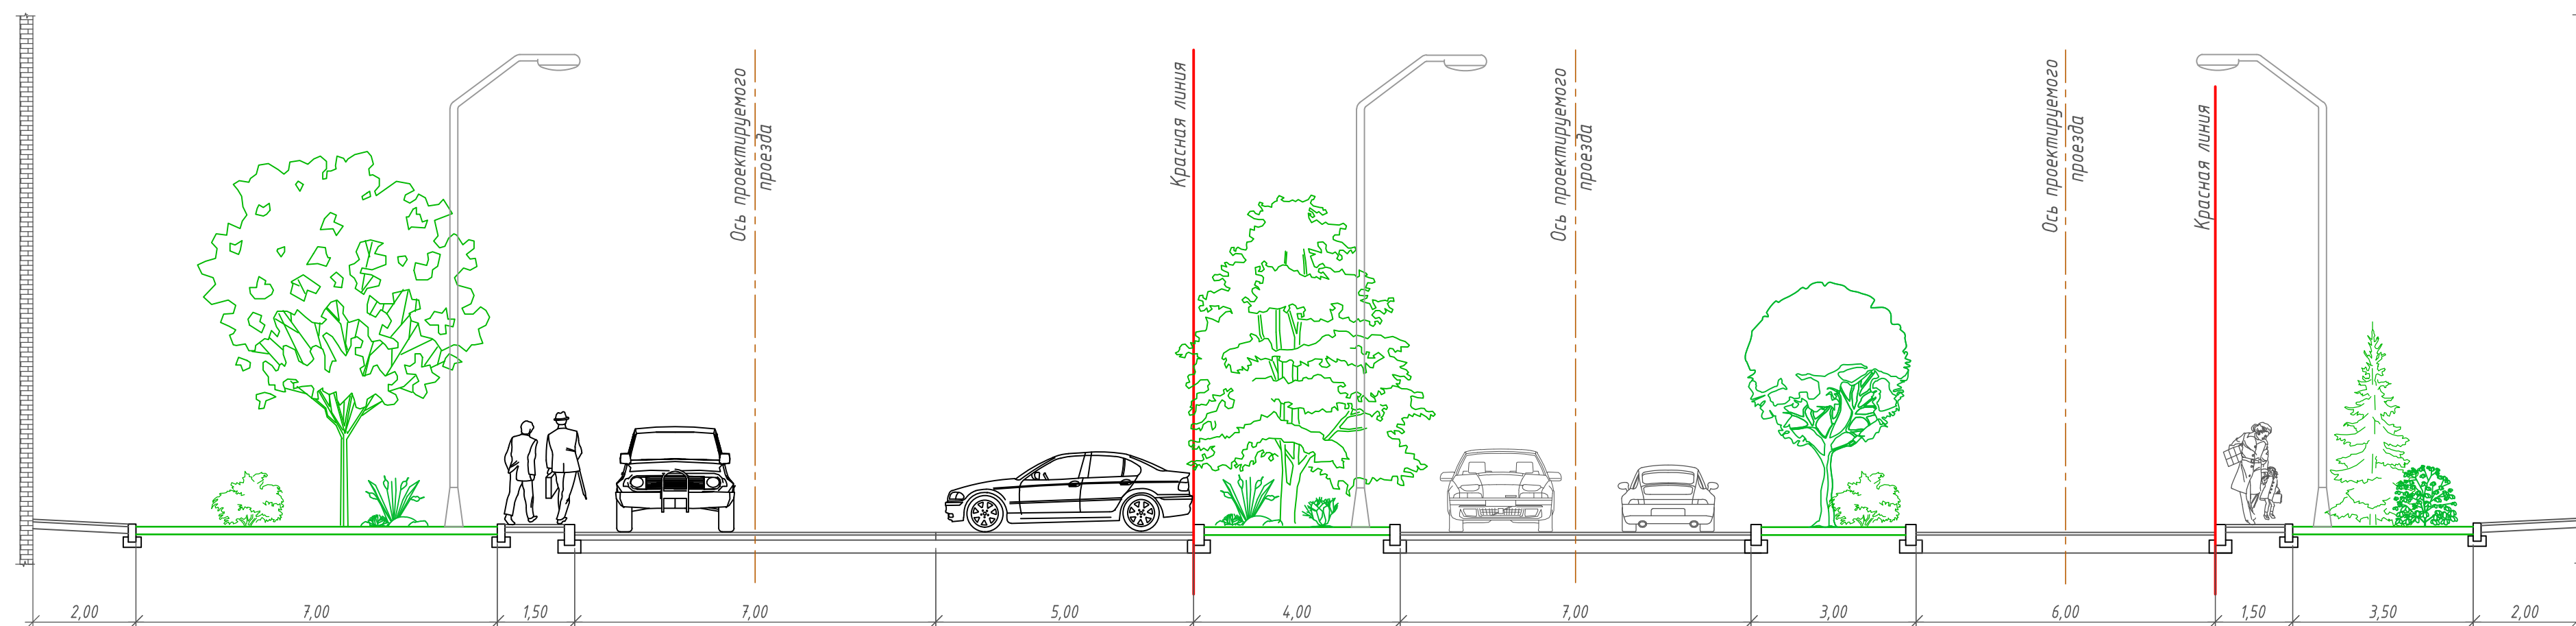 Ось проектируемого
проезда
Красная линия
Ось проектируемого
проезда
Ось проектируемого
проезда
Красная линия
2,00
7,00
1,50
7,00
5,00
4,00
7,00
3,00
6,00
1,50
3,50
2,00